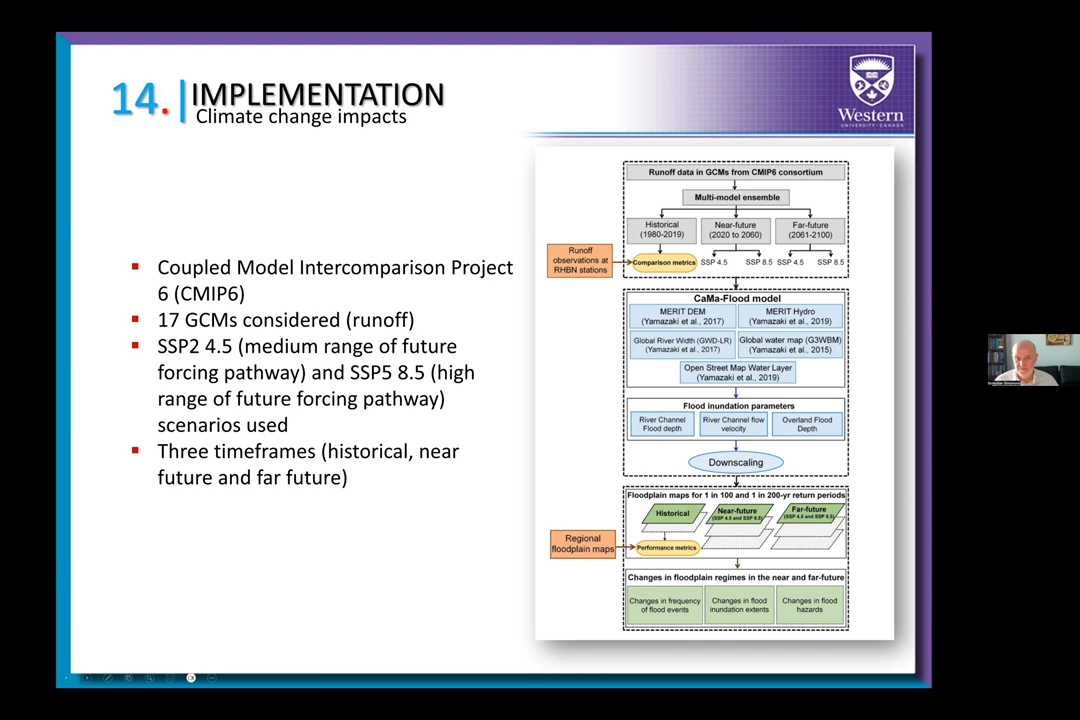 14.
IMPLEMENTATION
Climate change impacts
Western
UNIVERSITY · CANADA
Coupled Model Intercomparison Project
6 (CMIP6)
17 GCMs considered (runoff)
SSP2 4.5 (medium range of future
forcing pathway) and SSP5 8.5 (high
range of future forcing pathway)
scenarios used
Three timeframes (historical, near
future and far future)
Runoff data in GCMs from CMIP6 consortium
Multi-model ensemble
Historical
(1980-2019)
Near-future
(2020 to 2060)
Far-future
(2061-2100)
Runoff
observations at
RHBN stations
Comparison metrics
SSP 4.5
SSP 8.5
SSP 4.5
SSP 8.5
CaMa-Flood model
MERIT DEM
(Yamazaki et al., 2017)
MERIT Hydro
(Yamazaki et al., 2019)
Global River Width (GWD-LR)
(Yamazaki et al., 2017)
Global water map (G3WBM)
(Yamazaki et al., 2015)
Open Street Map Water Layer
(Yamazaki et al., 2019)
Flood inundation parameters
River Channel
Flood depth
River Channel flow
velocity
Overland Flood
Depth
Downscaling
Floodplain maps for 1 in 100 and 1 in 200-yr return periods
Historical
Near-future
(SSP 4.5 and SSP 8.5)
Far-future
(SSP 4.5 and SSP 8.5)
Regional
floodplain maps
Performance metrics
Changes in floodplain regimes in the near and far-future
Changes in frequency
of flood events
Changes in flood
inundation extents
Changes in flood
hazards